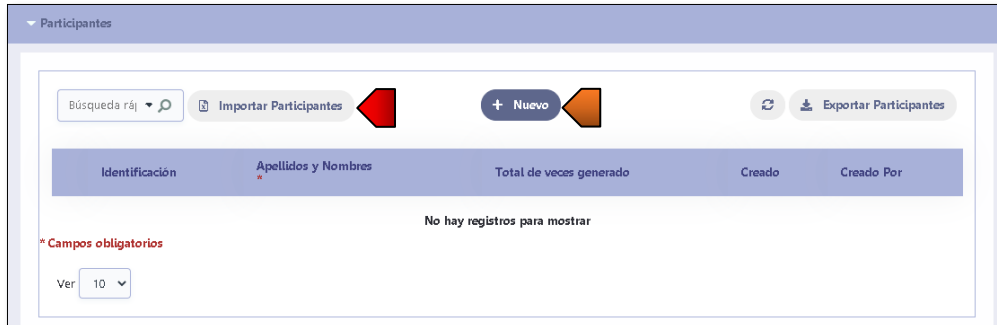 Participantes
Búsqueda ráp
Importar Participantes
+ Nuevo
Exportar Participantes
Identificación
Apellidos y Nombres
*
Total de veces generado
Creado
Creado Por
No hay registros para mostrar
* Campos obligatorios
Ver 10